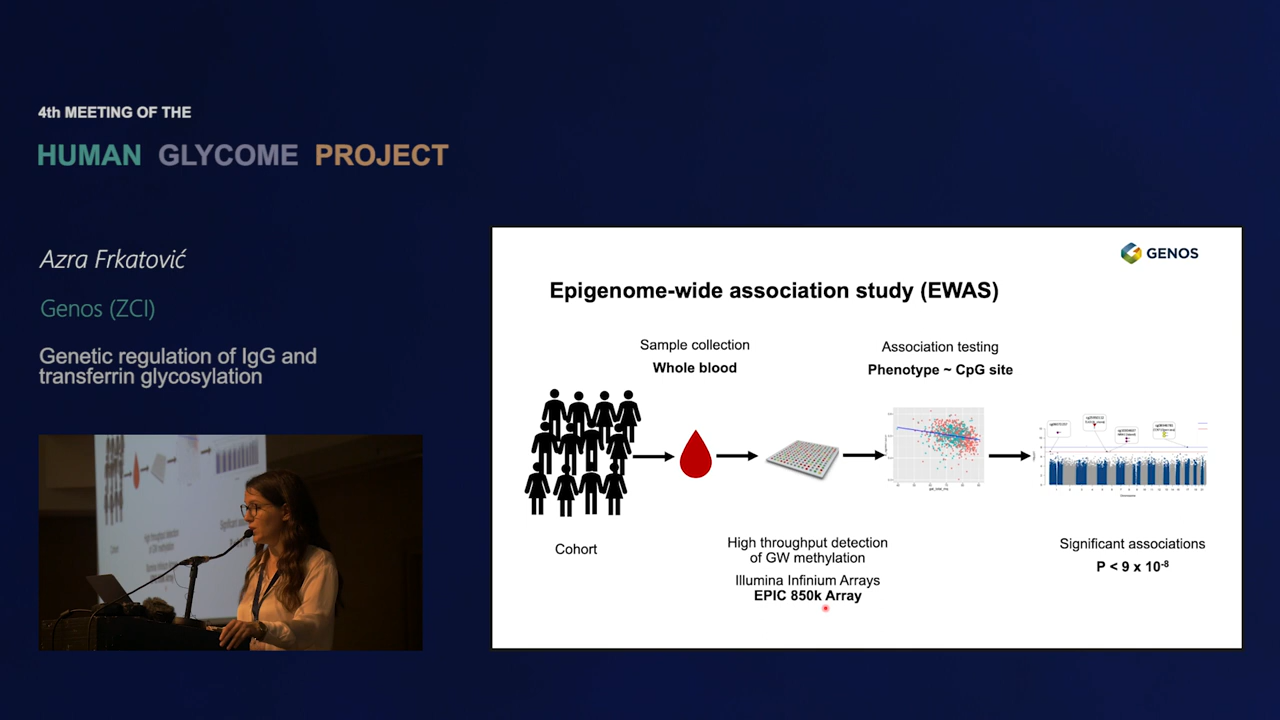 4th MEETING OF THE
HUMAN GLYCOME PROJECT
Azra Frkatović
Genos (ZCI)
Genetic regulation of IgG and
transferrin glycosylation
GENOS
Epigenome-wide association study (EWAS)
Sample collection
Whole blood
Association testing
Phenotype ~ CpG site
Cohort
High throughput detection
of GW methylation
Illumina Infinium Arrays
EPIC 850k Array
Significant associations
P < 9 x 10⁻⁸